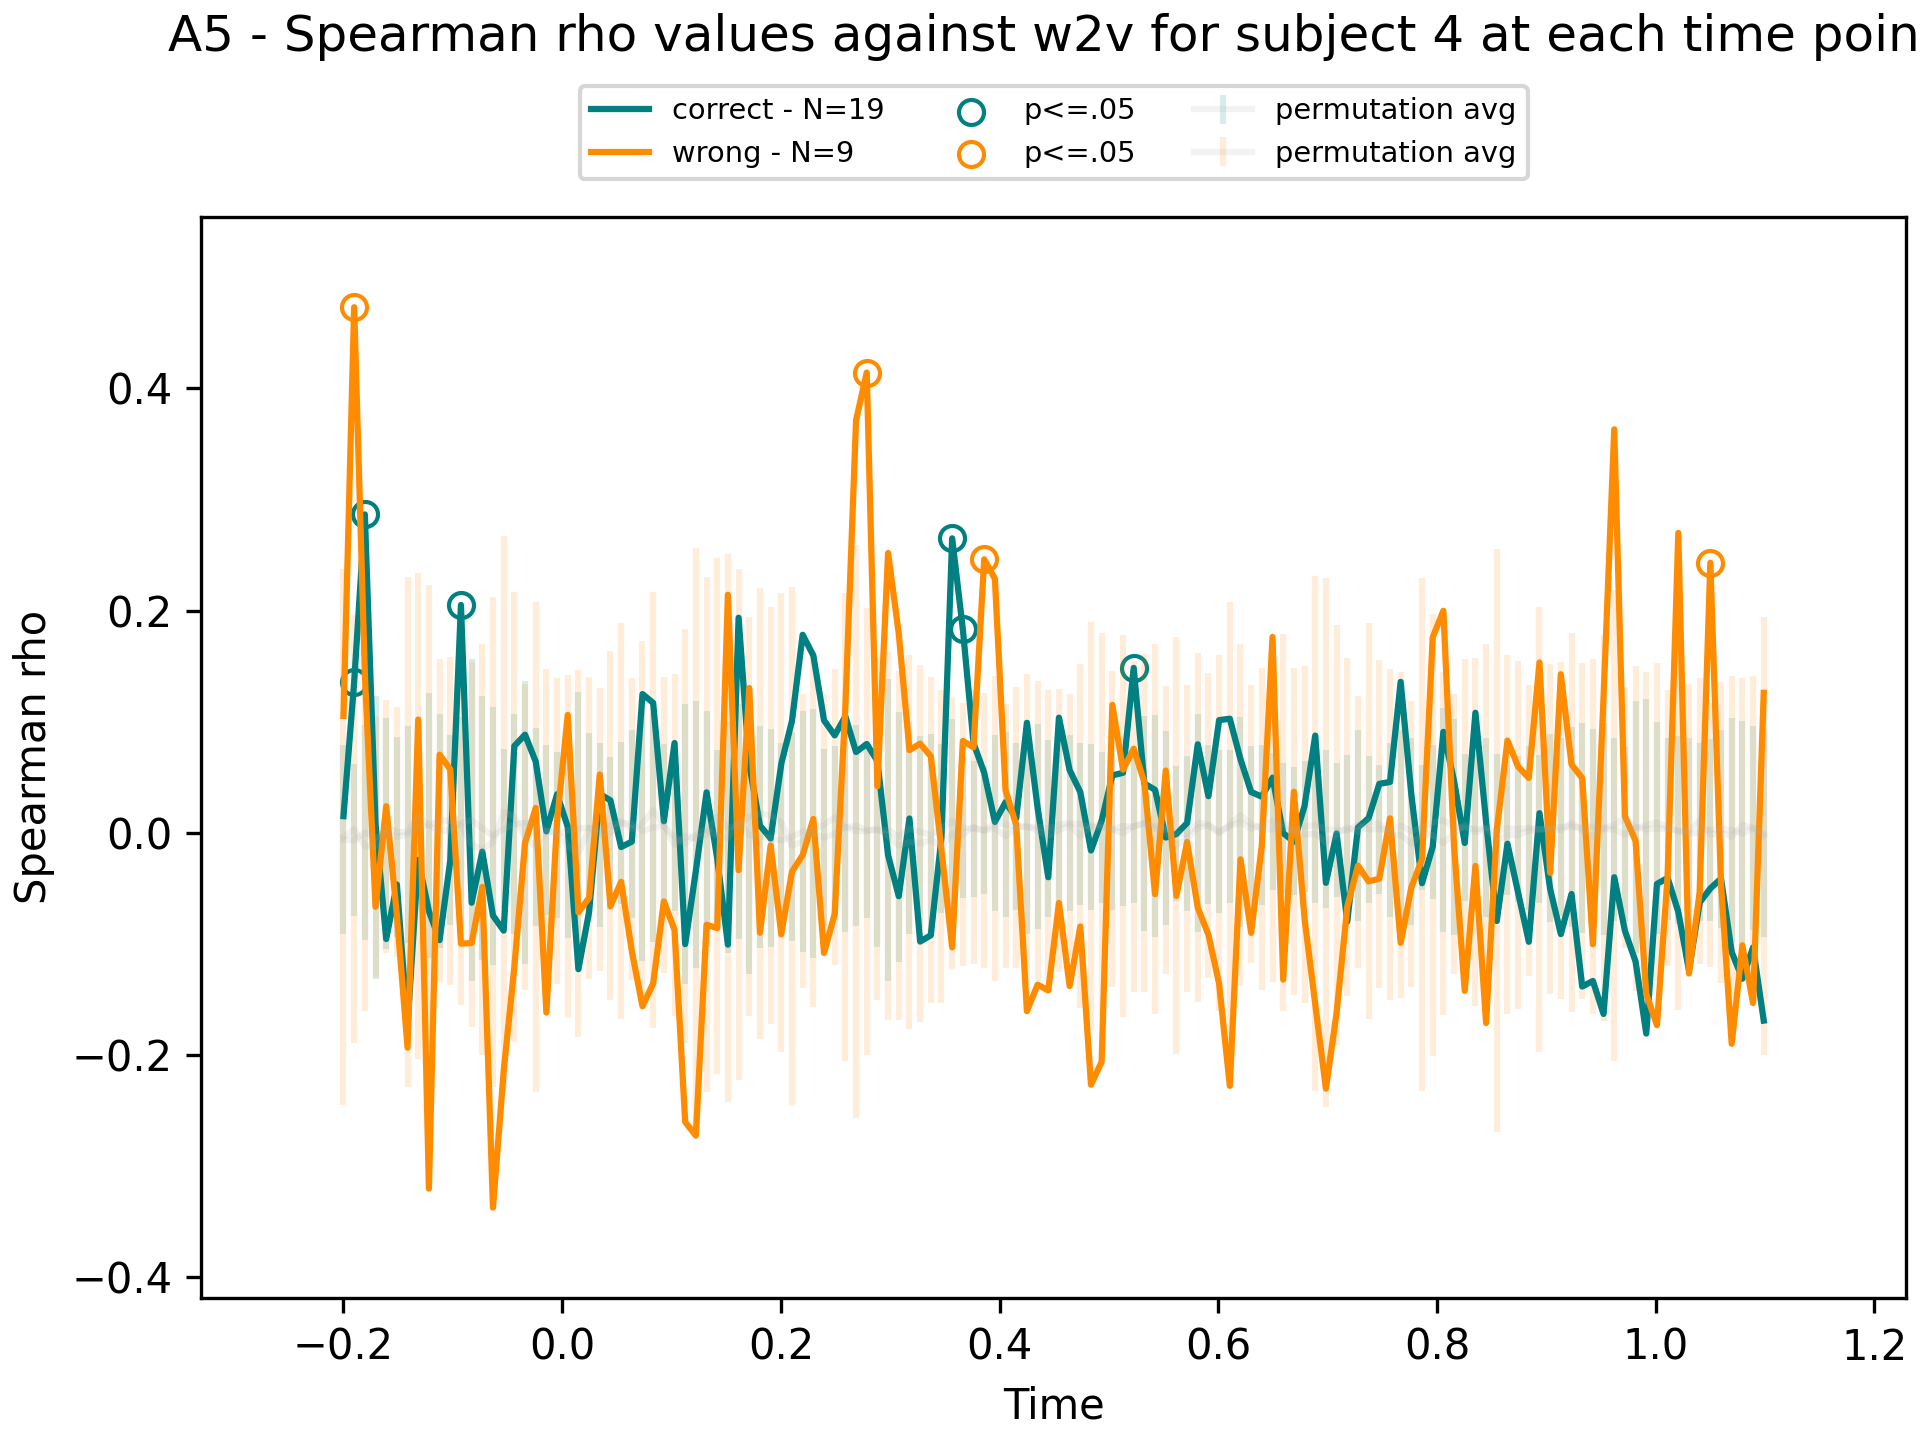 A5 - Spearman rho values against w2v for subject 4 at each time poin
correct - N=19
wrong - N=9
p<=.05
p<=.05
permutation avg
permutation avg
Spearman rho
0.4
0.2
0.0
−0.2
−0.4
−0.2 0.0 0.2 0.4 0.6 0.8 1.0 1.2
Time